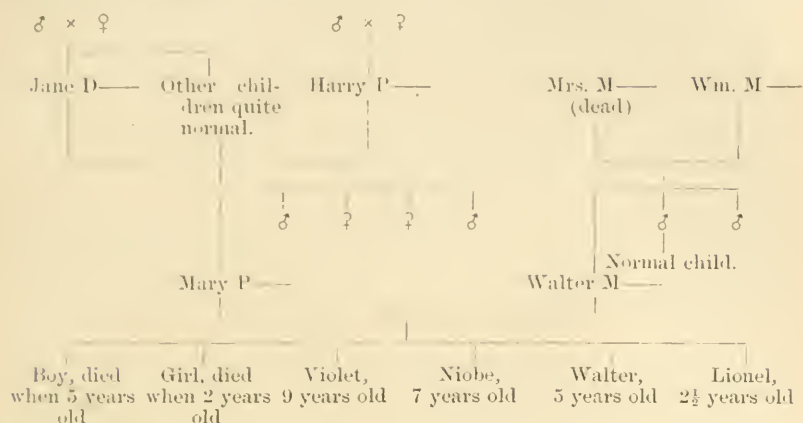 ♂ × ♀ ♂ × ♀
Jane D—— Other chil- Harry P—— Mrs. M—— Wm. M——
dren quite (dead)
normal.
♂ ♀ ♀ ♂ ♂ ♂
Normal child.
Mary P—— Walter M——
Boy, died Girl, died Violet, Niobe, Walter, Lionel,
when 5 years when 2 years 9 years old 7 years old 5 years old 2½ years old
old old